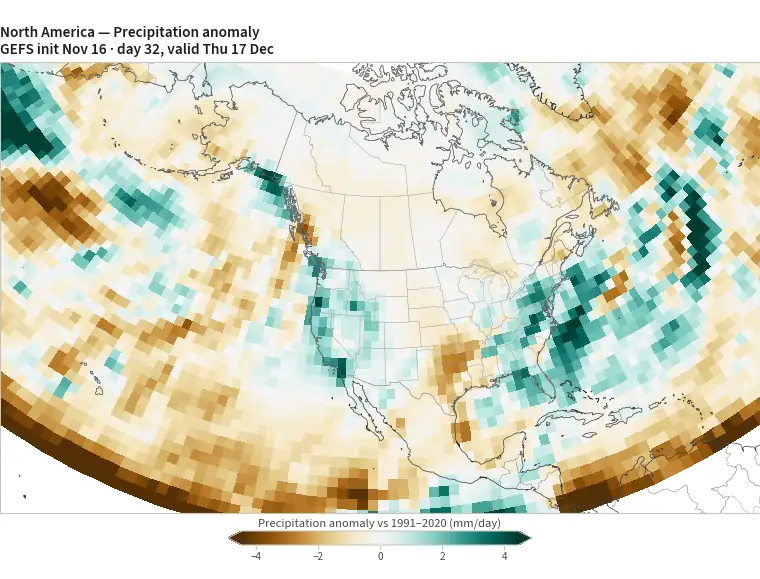 North America — Precipitation anomaly
GEFS init Nov 16 · day 32, valid Thu 17 Dec
Precipitation anomaly vs 1991–2020 (mm/day)
−4 −2 0 2 4